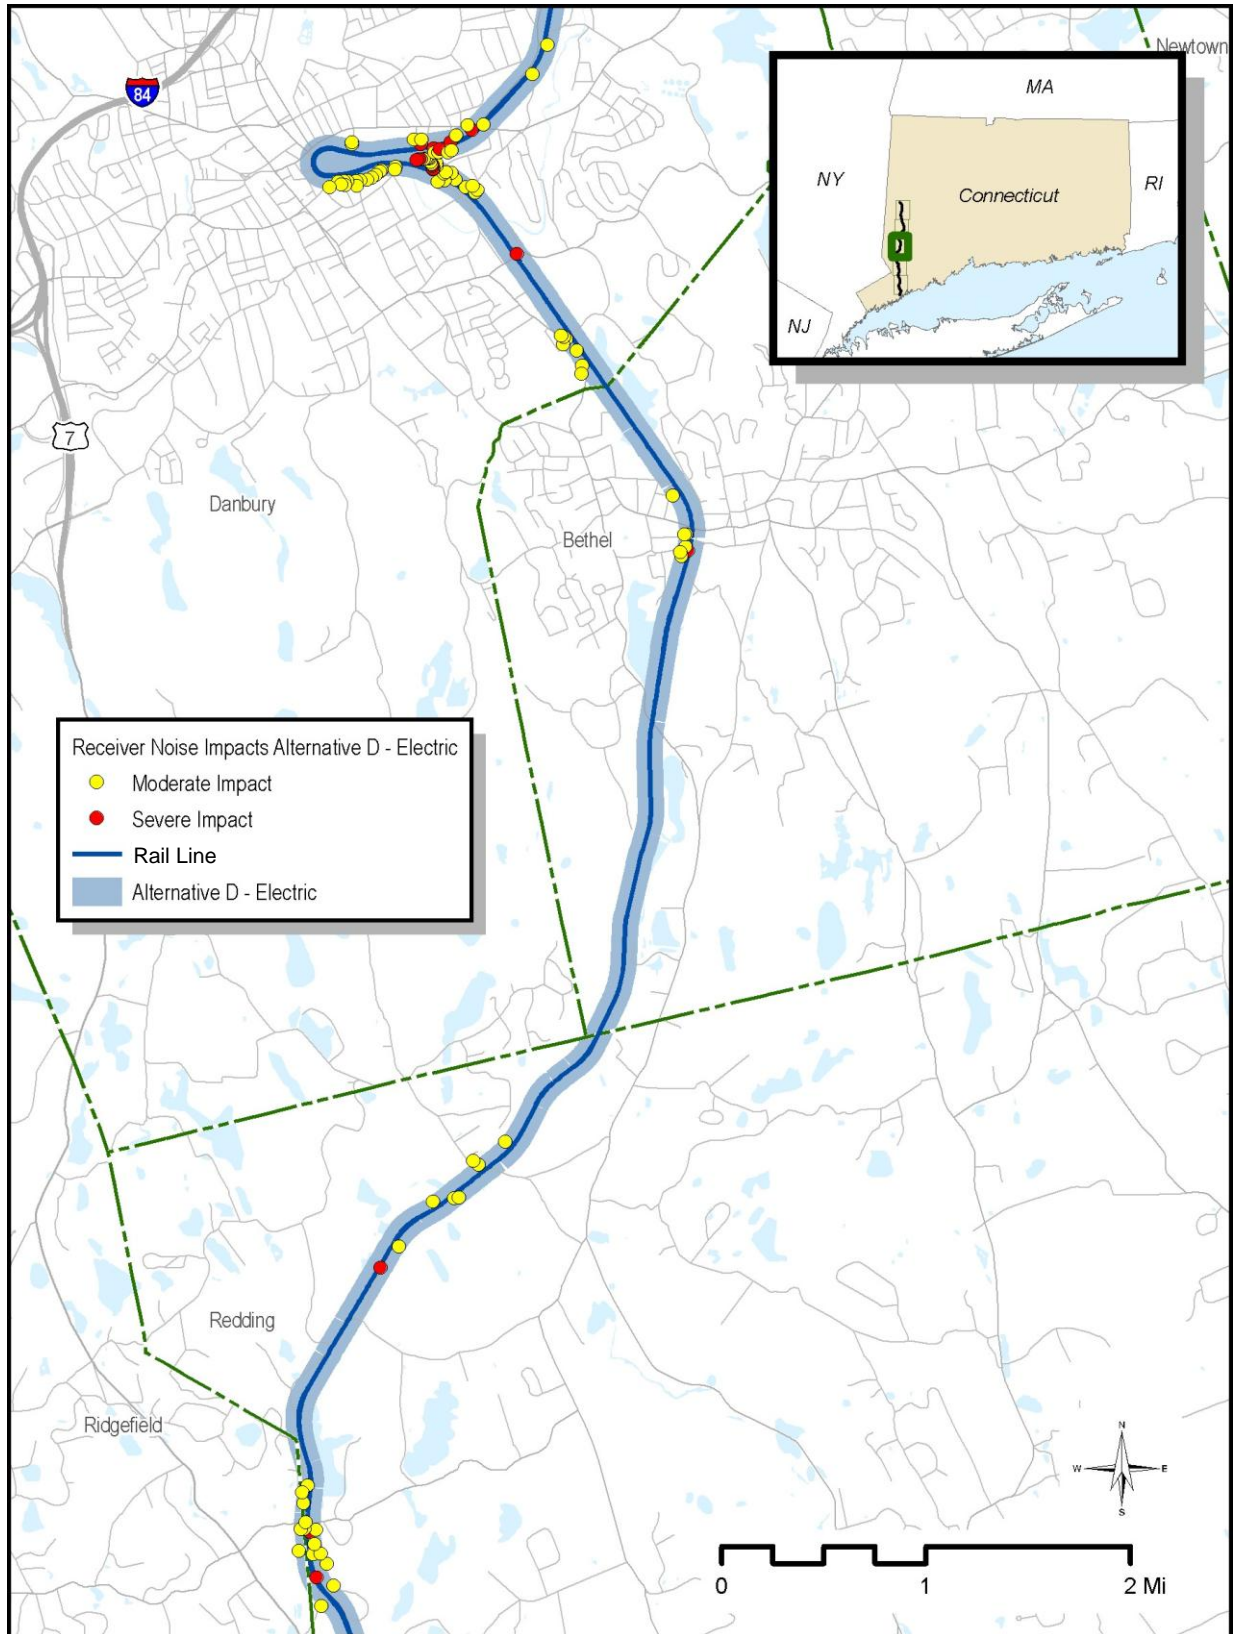 Newtown
84
MA
NY
Connecticut
RI
NJ
7
Danbury
Bethel
Receiver Noise Impacts Alternative D - Electric
Moderate Impact
Severe Impact
Rail Line
Alternative D - Electric
Redding
Ridgefield
N
W E
S
0 1 2 Mi